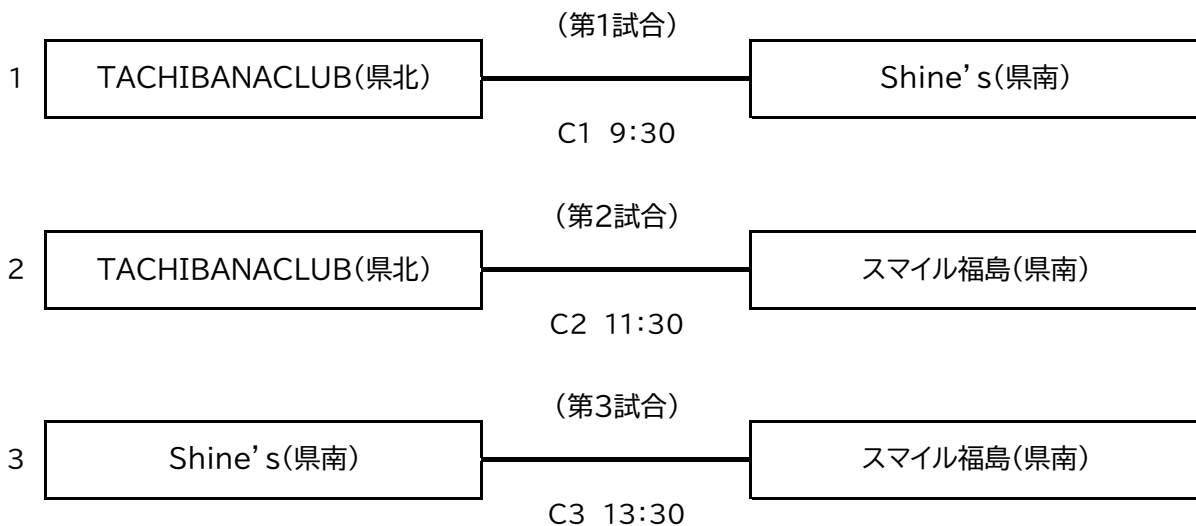 (第1試合)
1 TACHIBANACLUB(県北) Shine’s(県南)
C1 9:30
(第2試合)
2 TACHIBANACLUB(県北) スマイル福島(県南)
C2 11:30
(第3試合)
3 Shine’s(県南) スマイル福島(県南)
C3 13:30